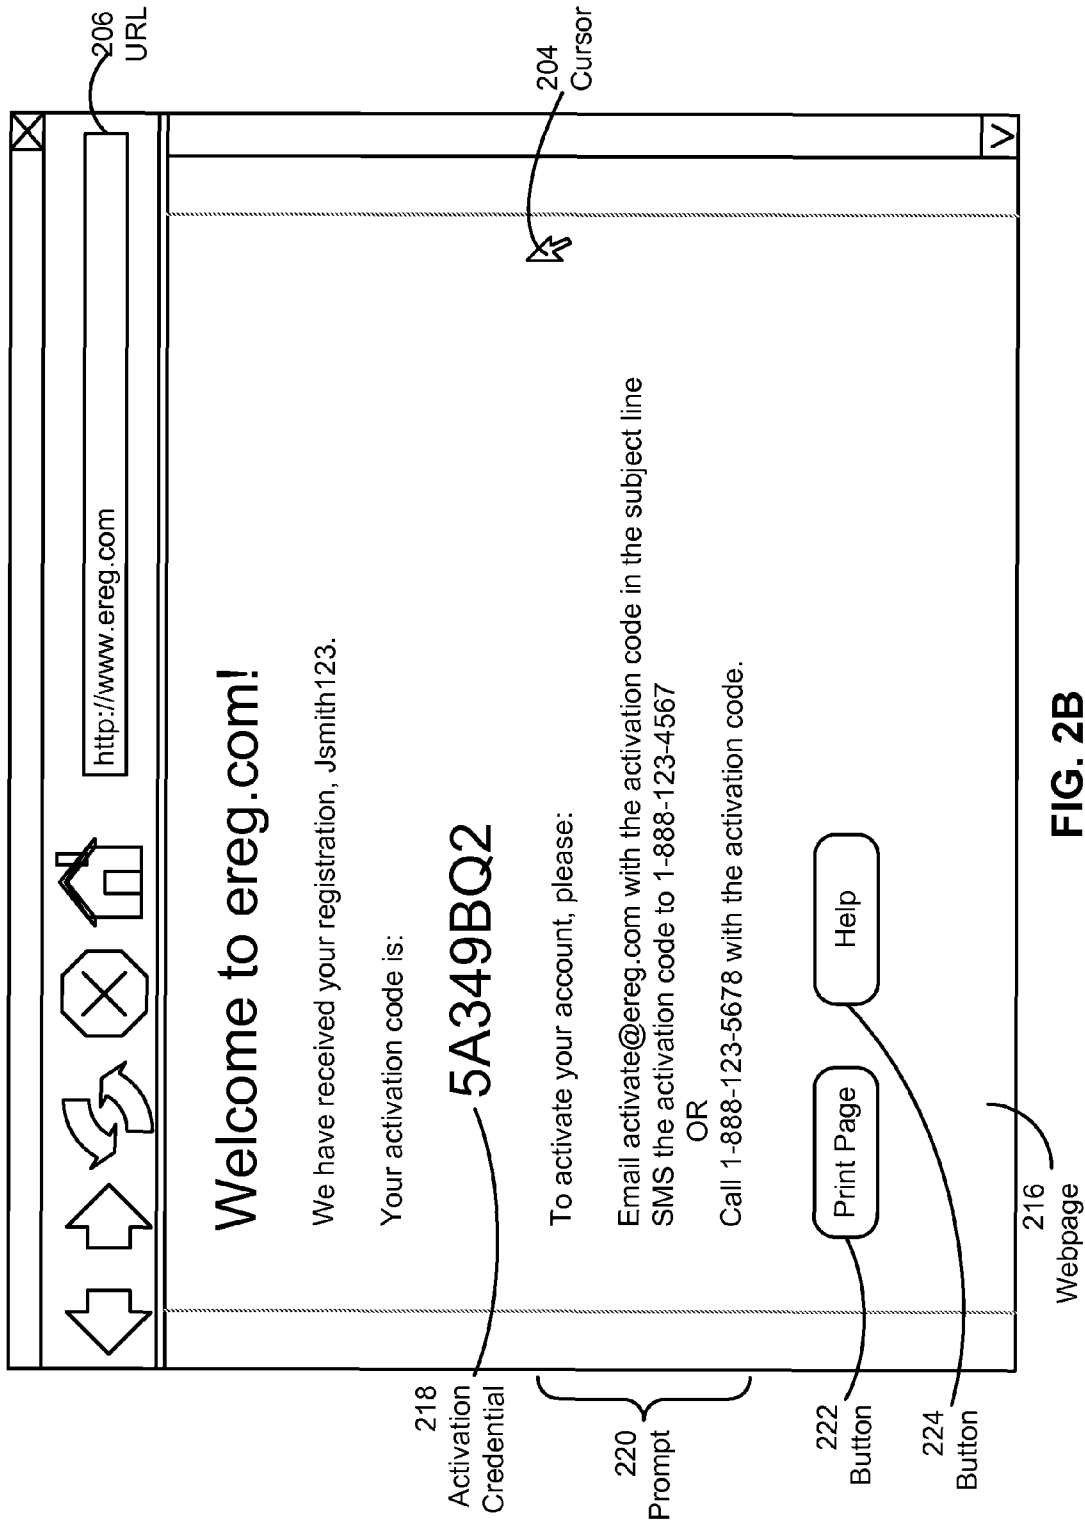 206
URL
http://www.ereg.com
Welcome to ereg.com!
We have received your registration, Jsmith123.
Your activation code is:
218
Activation
Credential
5A349BQ2
204
Cursor
To activate your account, please:
220
Prompt
Email activate@ereg.com with the activation code in the subject line
SMS the activation code to 1-888-123-4567
OR
Call 1-888-123-5678 with the activation code.
222
Button
Print Page
Help
224
Button
216
Webpage
FIG. 2B